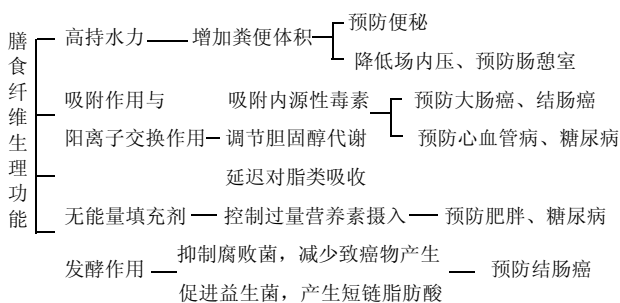 膳食纤维生理功能
高持水力
增加粪便体积
预防便秘
降低场内压、预防肠憩室
吸附作用与
阳离子交换作用
吸附内源性毒素
调节胆固醇代谢
延迟对脂类吸收
预防大肠癌、结肠癌
预防心血管病、糖尿病
无能量填充剂
控制过量营养素摄入
预防肥胖、糖尿病
发酵作用
抑制腐败菌，减少致癌物产生
促进益生菌，产生短链脂肪酸
预防结肠癌